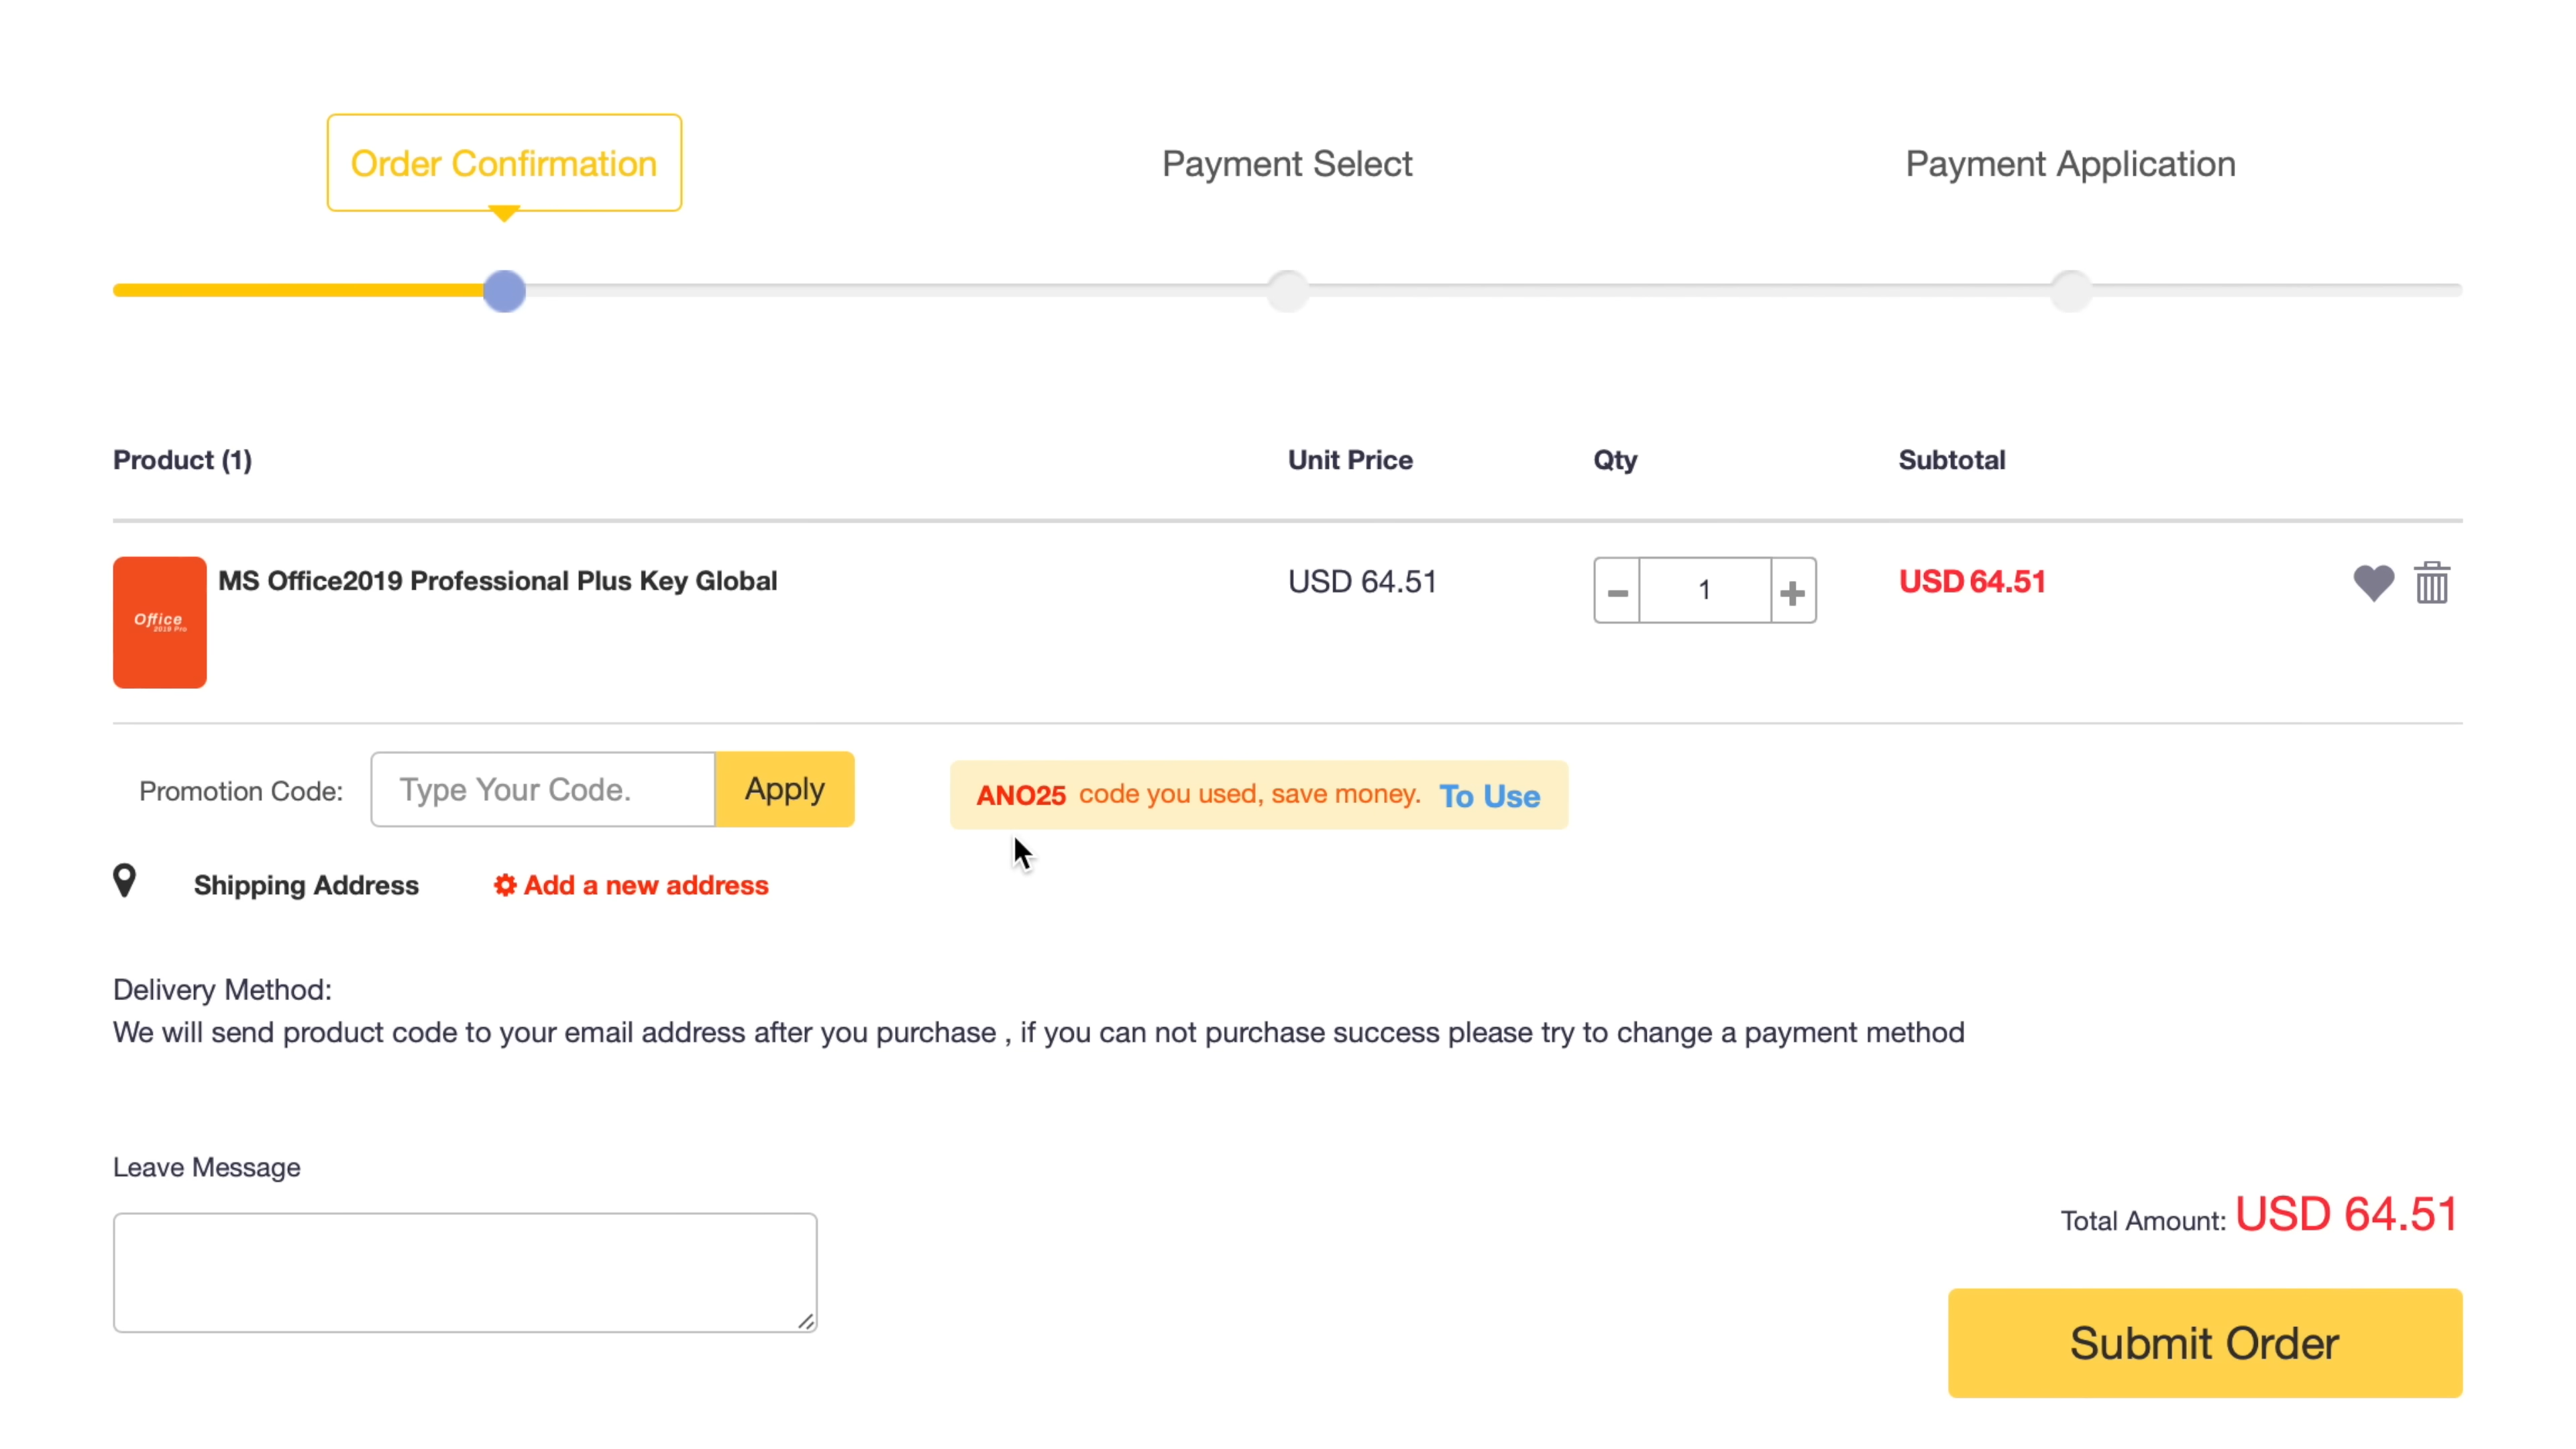 Order Confirmation
Payment Select
Payment Application
Product (1)
Unit Price
Qty
Subtotal
Office
2019 Pro
MS Office2019 Professional Plus Key Global
USD 64.51
1
USD 64.51
Promotion Code:
Type Your Code.
Apply
ANO25 code you used, save money. To Use
Shipping Address
Add a new address
Delivery Method:
We will send product code to your email address after you purchase , if you can not purchase success please try to change a payment method
Leave Message
Total Amount: USD 64.51
Submit Order